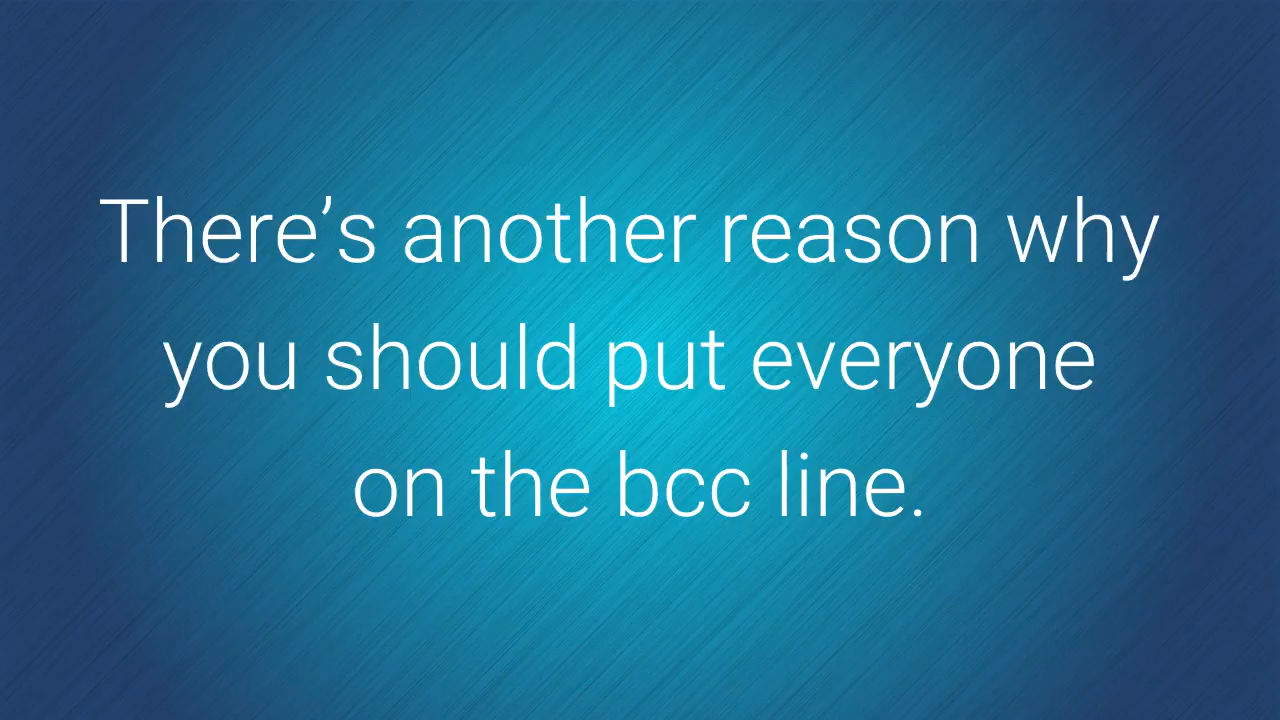 There’s another reason why
you should put everyone
on the bcc line.